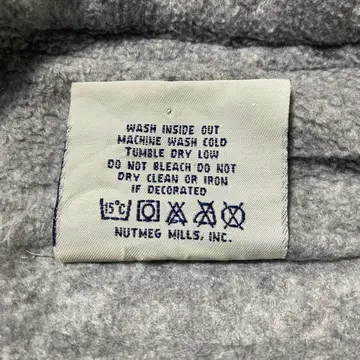 WASH INSIDE OUT
MACHINE WASH COLD
TUMBLE DRY LOW
DO NOT BLEACH DO NOT
DRY CLEAN OR IRON
IF DECORATED
15°C
NUTMEG MILLS, INC.